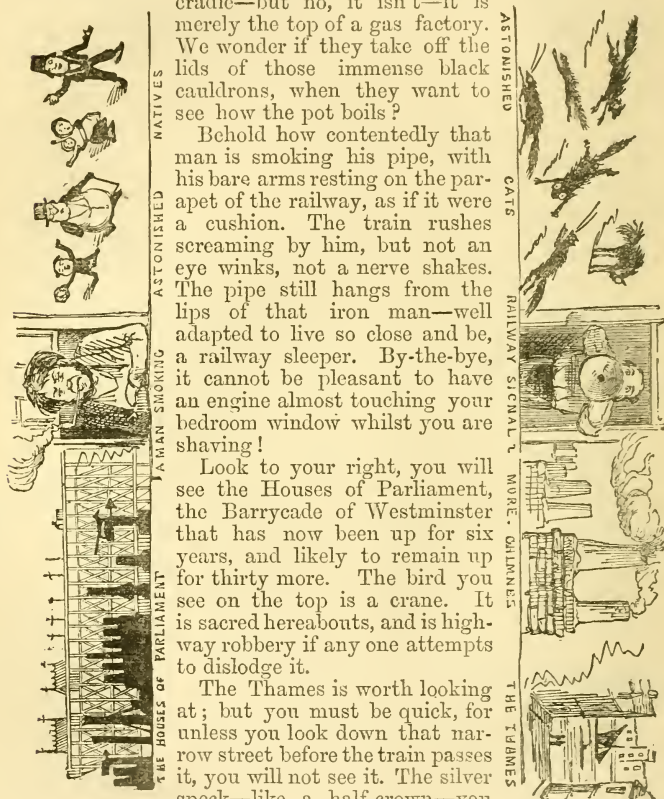 cradle—but no, it isn't—it is
merely the top of a gas factory.
We wonder if they take off the
lids of those immense black
cauldrons, when they want to
see how the pot boils?
Behold how contentedly that
man is smoking his pipe, with
his bare arms resting on the par-
apet of the railway, as if it were
a cushion. The train rushes
screaming by him, but not an
eye winks, not a nerve shakes.
The pipe still hangs from the
lips of that iron man—well
adapted to live so close and be,
a railway sleeper. By-the-bye,
it cannot be pleasant to have
an engine almost touching your
bedroom window whilst you are
shaving!
Look to your right, you will
see the Houses of Parliament,
the Barrycade of Westminster
that has now been up for six
years, and likely to remain up
for thirty more. The bird you
see on the top is a crane. It
is sacred hereabouts, and is high-
way robbery if any one attempts
to dislodge it.
The Thames is worth looking
at; but you must be quick, for
unless you look down that nar-
row street before the train passes
it, you will not see it. The silver
speck—like a half-crown—you
THE HOUSES OF PARLIAMENT
A MAN SMOKING
ASTONISHED NATIVES
ASTONISHED CATS
RAILWAY SIGNAL &
MORE. CHIMNES
THE THAMES